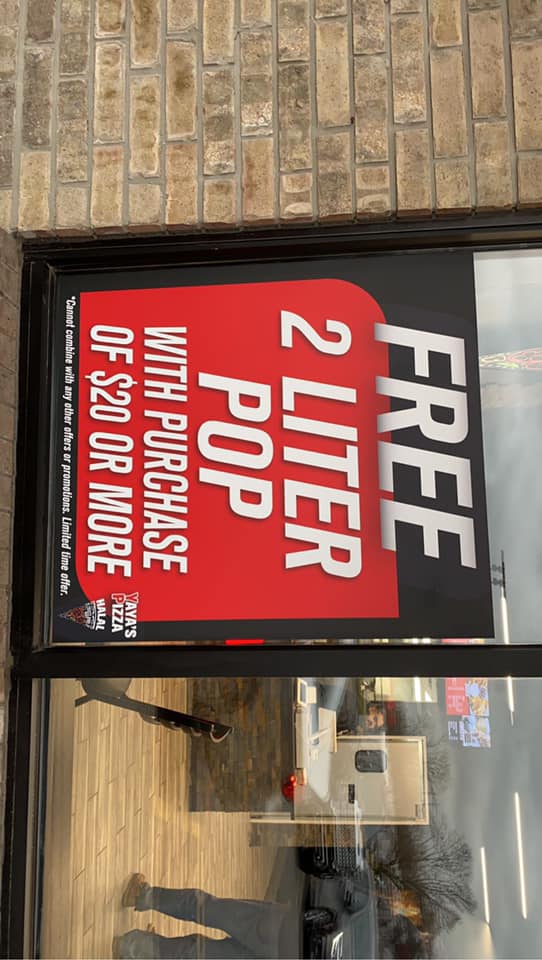 FREE
2 LITER
POP
WITH PURCHASE
OF $20 OR MORE
*Cannot combine with any other offers or promotions. Limited time offer.
YAYA'S
PIZZA
HALAL